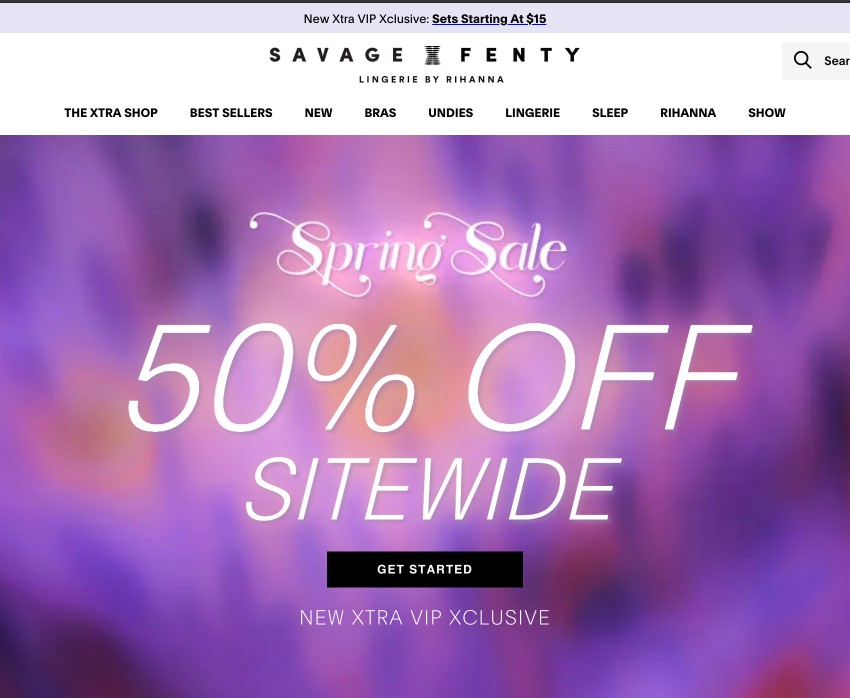 New Xtra VIP Xclusive: Sets Starting At $15
SAVAGE X FENTY
LINGERIE BY RIHANNA
Sear
THE XTRA SHOP BEST SELLERS NEW BRAS UNDIES LINGERIE SLEEP RIHANNA SHOW
Spring Sale
50% OFF
SITEWIDE
GET STARTED
NEW XTRA VIP XCLUSIVE